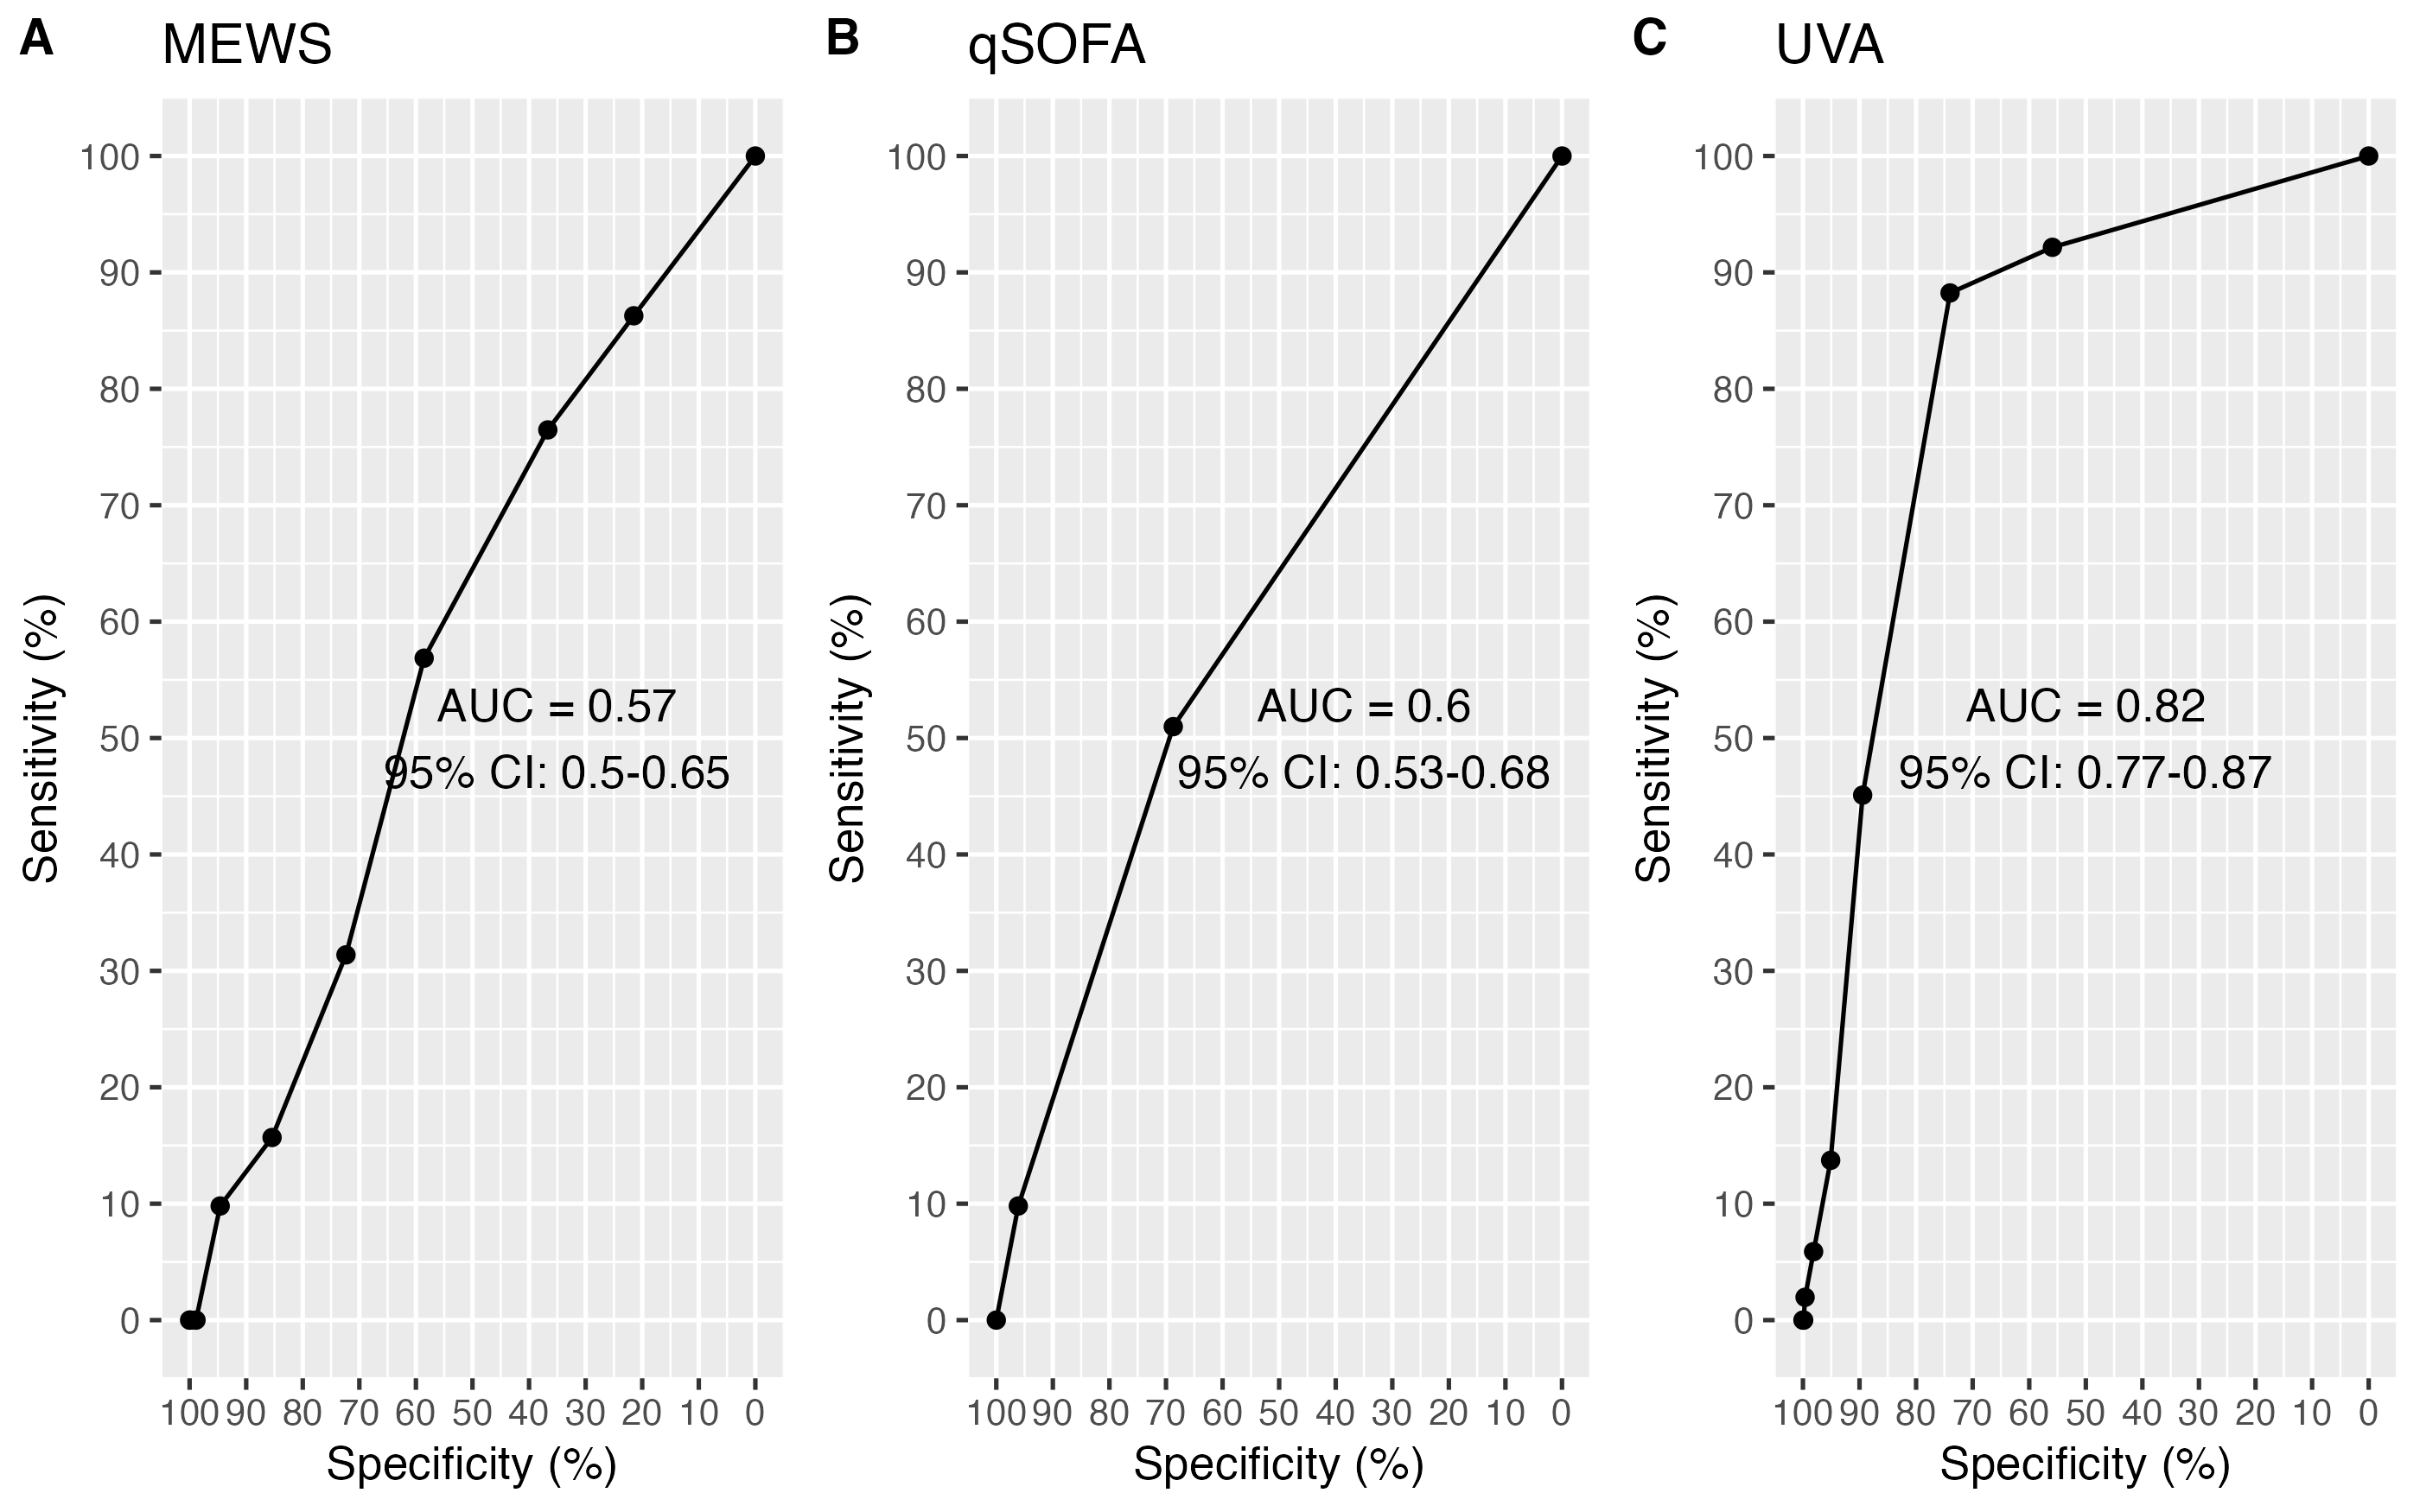 A MEWS
Sensitivity (%)
100
90
80
70
60
50
40
30
20
10
0
AUC = 0.57
95% CI: 0.5-0.65
100 90 80 70 60 50 40 30 20 10 0
Specificity (%)
B qSOFA
Sensitivity (%)
100
90
80
70
60
50
40
30
20
10
0
AUC = 0.6
95% CI: 0.53-0.68
100 90 80 70 60 50 40 30 20 10 0
Specificity (%)
C UVA
Sensitivity (%)
100
90
80
70
60
50
40
30
20
10
0
AUC = 0.82
95% CI: 0.77-0.87
100 90 80 70 60 50 40 30 20 10 0
Specificity (%)